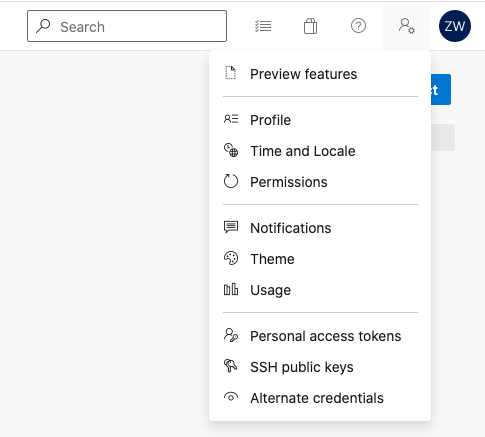 Search
ZW
Preview features
ct
Profile
Time and Locale
Permissions
Notifications
Theme
Usage
Personal access tokens
SSH public keys
Alternate credentials